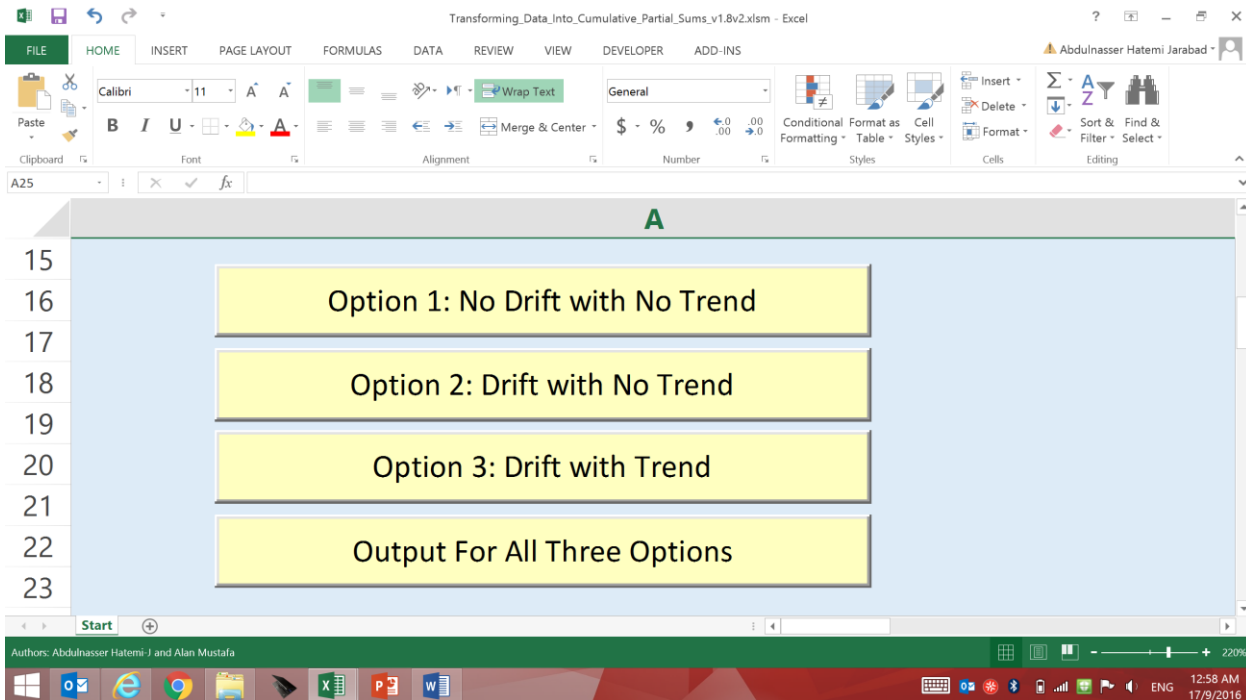 Transforming_Data_Into_Cumulative_Partial_Sums_v1.8v2.xlsm - Excel
FILE HOME INSERT PAGE LAYOUT FORMULAS DATA REVIEW VIEW DEVELOPER ADD-INS Abdulnasser Hatemi Jarabad
Paste
Calibri 11 A A
B I U A
Wrap Text
Merge & Center
General
$ % , .0 .00 .00 .0
Conditional Formatting
Format as Table
Cell Styles
Insert
Delete
Format
Σ
A Z
Sort & Filter
Find & Select
Clipboard Font Alignment Number Styles Cells Editing
A25 fx
A
15
16 Option 1: No Drift with No Trend
17
18 Option 2: Drift with No Trend
19
20 Option 3: Drift with Trend
21
22 Output For All Three Options
23
Start
Authors: Abdulnasser Hatemi-J and Alan Mustafa 220%
ENG 12:58 AM
17/9/2016